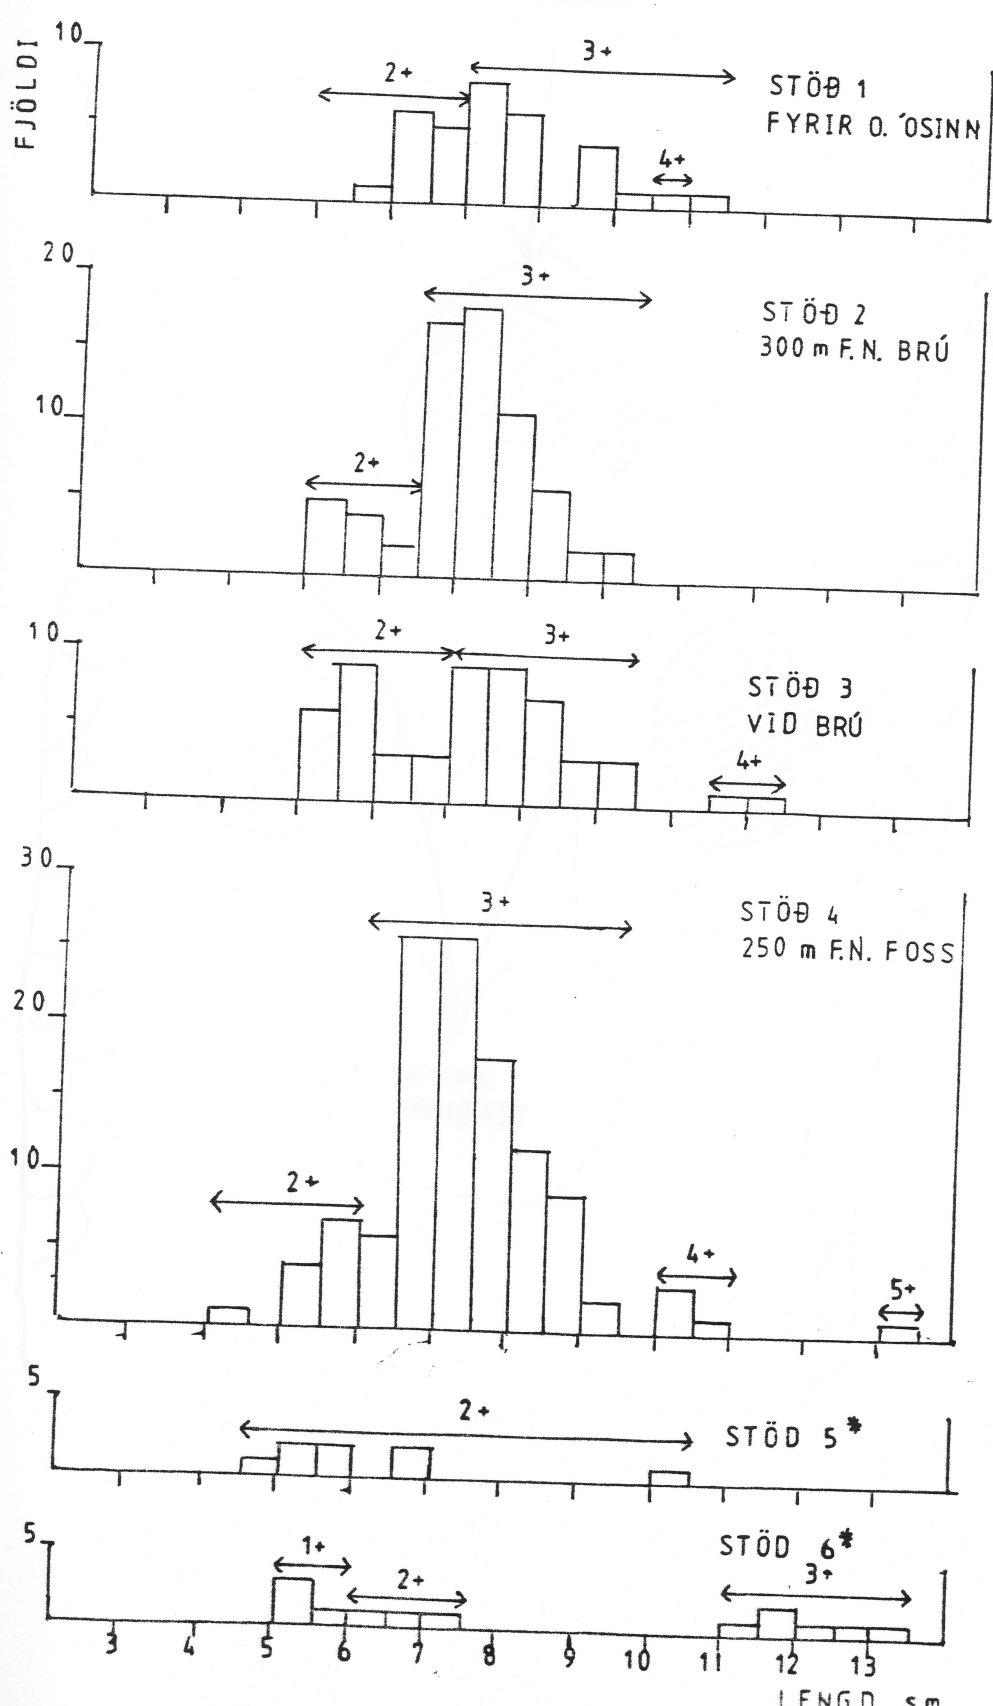 FJÖLDI
10
2+
3+
4+
STÖÐ 1
FYRIR O. ÓSINN
20
10
2+
3+
STÖÐ 2
300 m F.N. BRÚ
10
2+
3+
4+
STÖÐ 3
VIÐ BRÚ
30
20
10
2+
3+
4+
5+
STÖÐ 4
250 m F.N. FOSS
5
2+
STÖÐ 5*
5
1+
2+
3+
STÖÐ 6*
3 4 5 6 7 8 9 10 11 12 13
LENGD sm